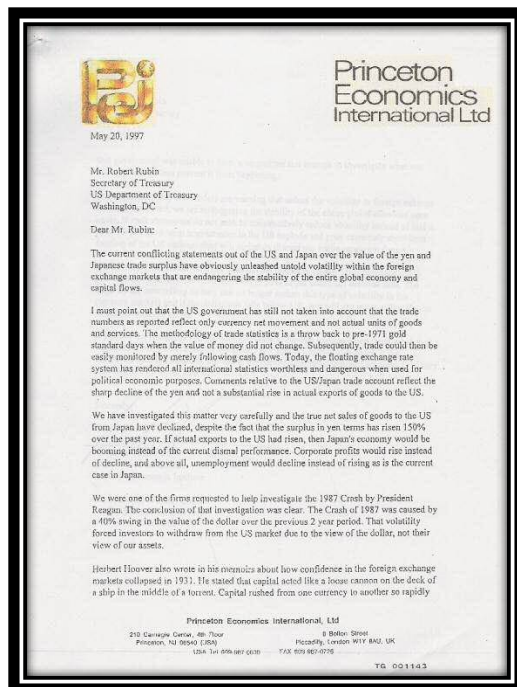 Princeton
Economics
International Ltd
May 20, 1997
Mr. Robert Rubin
Secretary of Treasury
US Department of Treasury
Washington, DC
Dear Mr. Rubin:
The current conflicting statements out of the US and Japan over the value of the yen and
Japanese trade surplus have obviously unleashed untold volatility within the foreign
exchange markets that are endangering the stability of the entire global economy and
capital flows.
I must point out that the US government has still not taken into account that the trade
numbers as reported reflect only currency net movement and not actual units of goods
and services. The methodology of trade statistics is a throw back to pre-1971 gold
standard days when the value of money did not change. Subsequently, trade could then be
easily monitored by merely following cash flows. Today, the floating exchange rate
system has rendered all international statistics worthless and dangerous when used for
political economic purposes. Comments relative to the US/Japan trade account reflect the
sharp decline of the yen and not a substantial rise in actual exports of goods to the US.
We have investigated this matter very carefully and the true net sales of goods to the US
from Japan have declined, despite the fact that the surplus in yen terms has risen 150%
over the past year. If actual exports to the US had risen, then Japan's economy would be
booming instead of the current dismal performance. Corporate profits would rise instead
of decline, and above all, unemployment would decline instead of rising as is the current
case in Japan.
We were one of the firms requested to help investigate the 1987 Crash by President
Reagan. The conclusion of that investigation was clear. The Crash of 1987 was caused by
a 40% swing in the value of the dollar over the previous 2 year period. That volatility
forced investors to withdraw from the US market due to the view of the dollar, not their
view of our assets.
Herbert Hoover also wrote in his memoirs about how confidence in the foreign exchange
markets collapsed in 1931. He stated that capital acted like a loose cannon on the deck of
a ship in the middle of a torrent. Capital rushed from one currency to another so rapidly
Princeton Economics International, Ltd
210 Carnegie Center, 4th Floor
Princeton, NJ 08540 (USA)
Street
Piccadilly, London W1Y 8AU, UK
USA Tel
FAX 609-987-0726
TG 001143